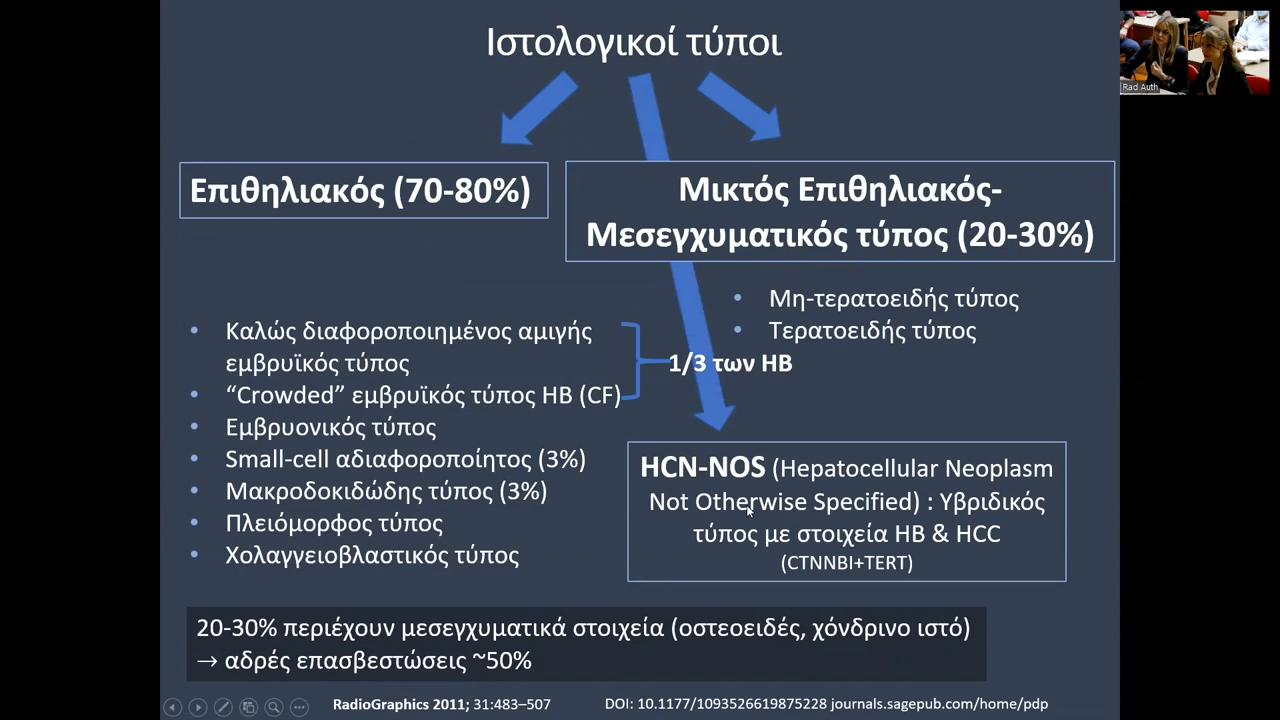 Ιστολογικοί τύποι
Rad Auth
Επιθηλιακός (70-80%)
Μικτός Επιθηλιακός-
Μεσεγχυματικός τύπος (20-30%)
• Μη-τερατοειδής τύπος
• Τερατοειδής τύπος
• Καλώς διαφοροποιημένος αμιγής
εμβρυϊκός τύπος
• “Crowded” εμβρυϊκός τύπος HB (CF)
1/3 των HB
• Εμβρυονικός τύπος
• Small-cell αδιαφοροποίητος (3%)
• Μακροδοκιδώδης τύπος (3%)
• Πλειόμορφος τύπος
• Χολαγγειοβλαστικός τύπος
HCN-NOS (Hepatocellular Neoplasm
Not Otherwise Specified) : Υβριδικός
τύπος με στοιχεία HB & HCC
(CTNNBI+TERT)
20-30% περιέχουν μεσεγχυματικά στοιχεία (οστεοειδές, χόνδρινο ιστό)
→ αδρές επασβεστώσεις ~50%
RadioGraphics 2011; 31:483–507
DOI: 10.1177/1093526619875228 journals.sagepub.com/home/pdp